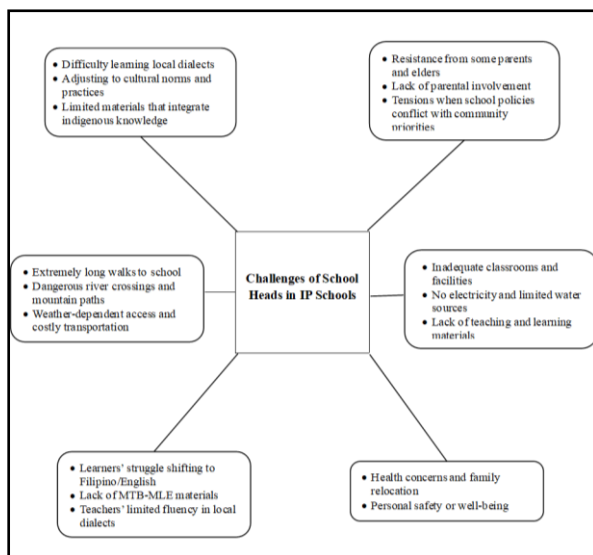 • Difficulty learning local dialects
• Adjusting to cultural norms and
practices
• Limited materials that integrate
indigenous knowledge
• Resistance from some parents
and elders
• Lack of parental involvement
• Tensions when school policies
conflict with community
priorities
• Extremely long walks to school
• Dangerous river crossings and
mountain paths
• Weather-dependent access and
costly transportation
Challenges of School
Heads in IP Schools
• Inadequate classrooms and
facilities
• No electricity and limited water
sources
• Lack of teaching and learning
materials
• Learners' struggle shifting to
Filipino/English
• Lack of MTB-MLE materials
• Teachers' limited fluency in local
dialects
• Health concerns and family
relocation
• Personal safety or well-being